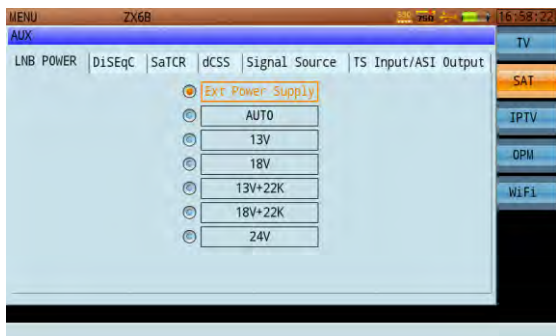 MENU ZX6B 750 16:58:22
AUX
LNB POWER DiSEqC SaTCR dCSS Signal Source TS Input/ASI Output
Ext Power Supply
AUTO
13V
18V
13V+22K
18V+22K
24V
TV
SAT
IPTV
OPM
WiFi